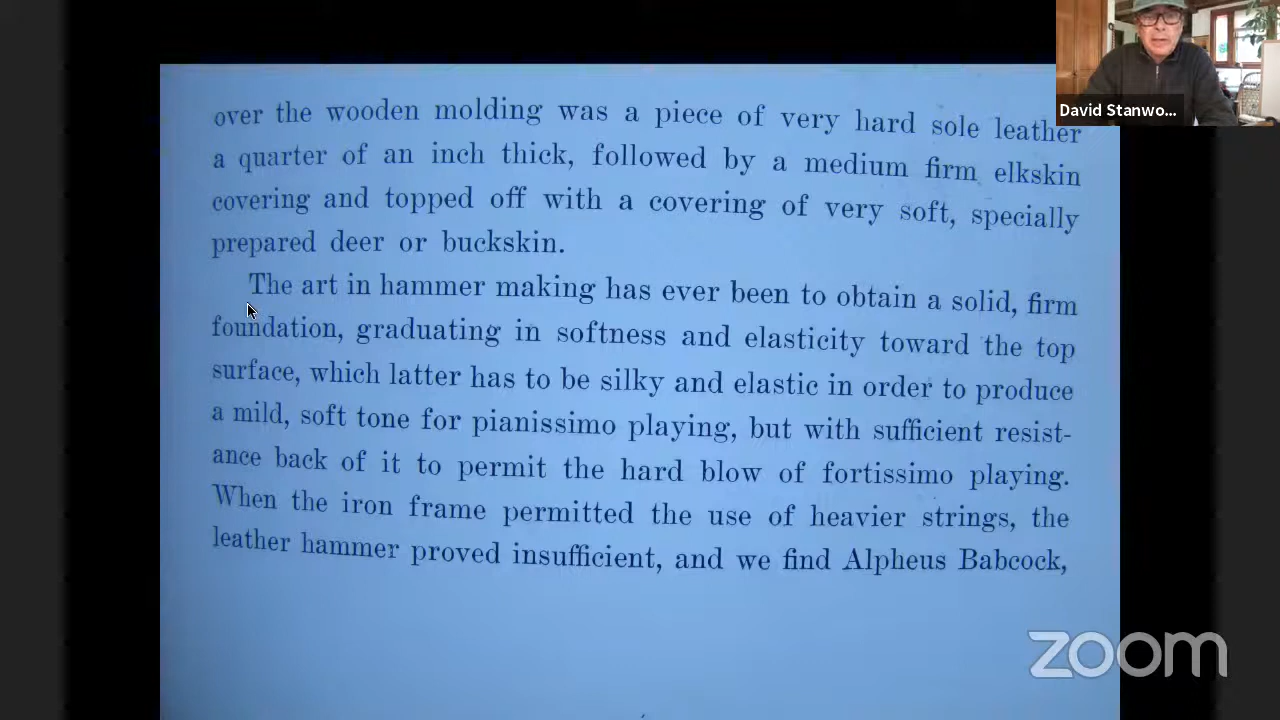 over the wooden molding was a piece of very hard sole leather
a quarter of an inch thick, followed by a medium firm elkskin
covering and topped off with a covering of very soft, specially
prepared deer or buckskin.
The art in hammer making has ever been to obtain a solid, firm
foundation, graduating in softness and elasticity toward the top
surface, which latter has to be silky and elastic in order to produce
a mild, soft tone for pianissimo playing, but with sufficient resist-
ance back of it to permit the hard blow of fortissimo playing.
When the iron frame permitted the use of heavier strings, the
leather hammer proved insufficient, and we find Alpheus Babcock,
David Stanwo...
zoom